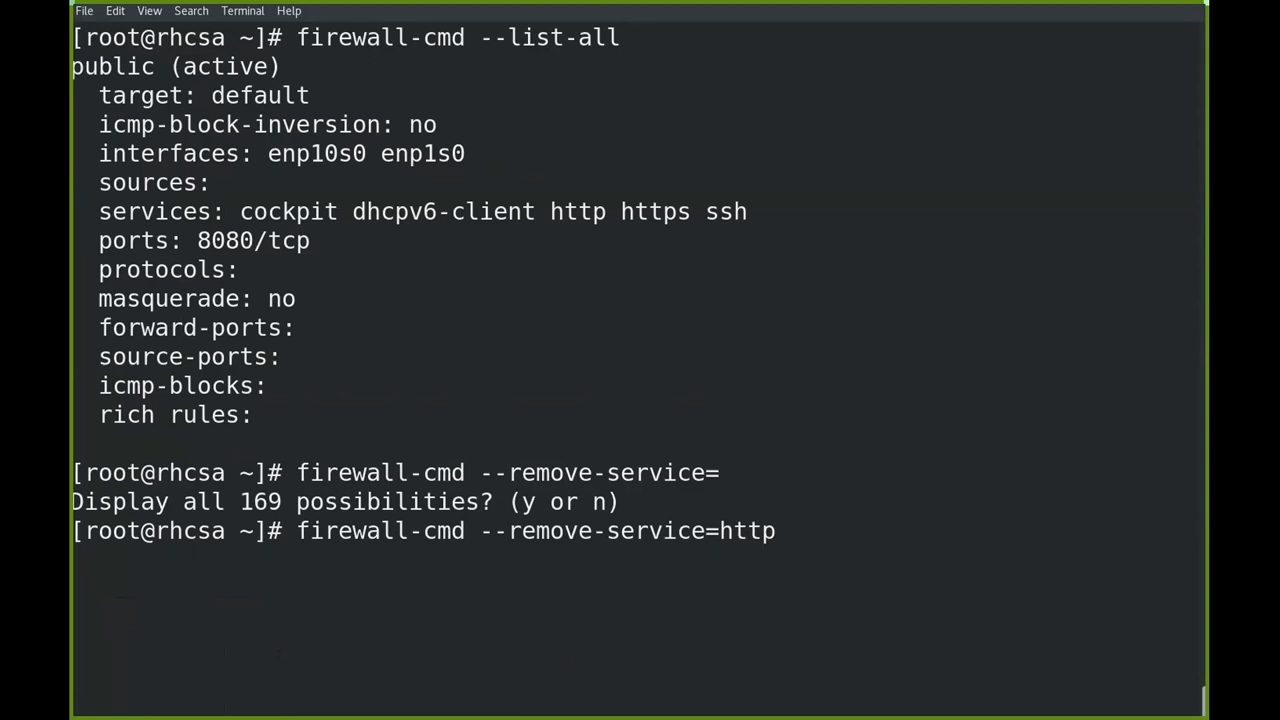 File Edit View Search Terminal Help
[root@rhcsa ~]# firewall-cmd --list-all
public (active)
  target: default
  icmp-block-inversion: no
  interfaces: enp10s0 enp1s0
  sources:
  services: cockpit dhcpv6-client http https ssh
  ports: 8080/tcp
  protocols:
  masquerade: no
  forward-ports:
  source-ports:
  icmp-blocks:
  rich rules:

[root@rhcsa ~]# firewall-cmd --remove-service=
Display all 169 possibilities? (y or n)
[root@rhcsa ~]# firewall-cmd --remove-service=http